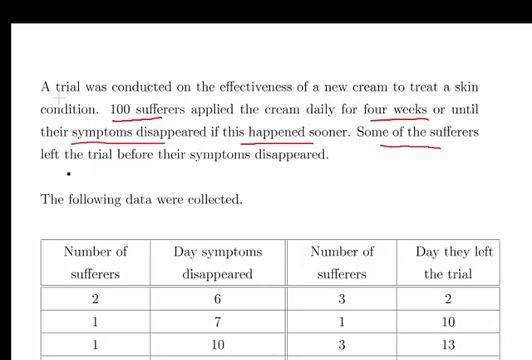 A trial was conducted on the effectiveness of a new cream to treat a skin
condition. 100 sufferers applied the cream daily for four weeks or until
their symptoms disappeared if this happened sooner. Some of the sufferers
left the trial before their symptoms disappeared.
The following data were collected.
Number of sufferers Day symptoms disappeared Number of sufferers Day they left the trial
2 6 3 2
1 7 1 10
1 10 3 13